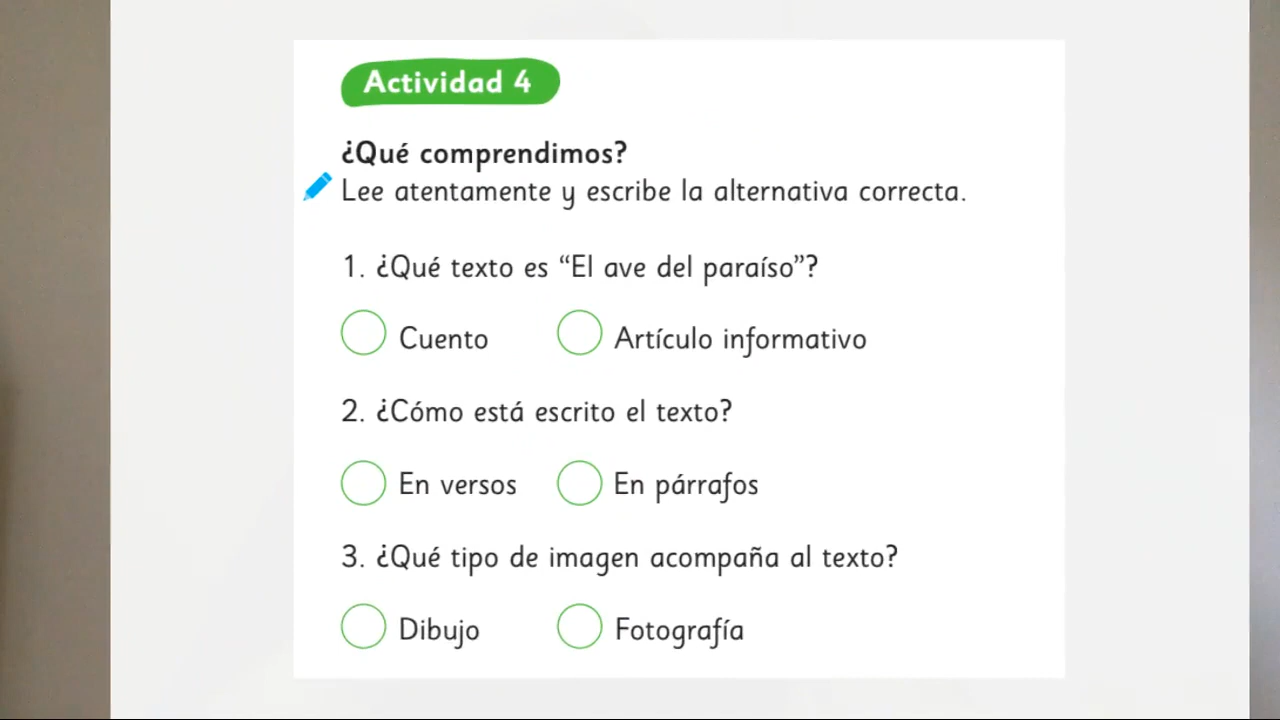 Actividad 4
¿Qué comprendimos?
Lee atentamente y escribe la alternativa correcta.
1. ¿Qué texto es “El ave del paraíso”?
Cuento Artículo informativo
2. ¿Cómo está escrito el texto?
En versos En párrafos
3. ¿Qué tipo de imagen acompaña al texto?
Dibujo Fotografía